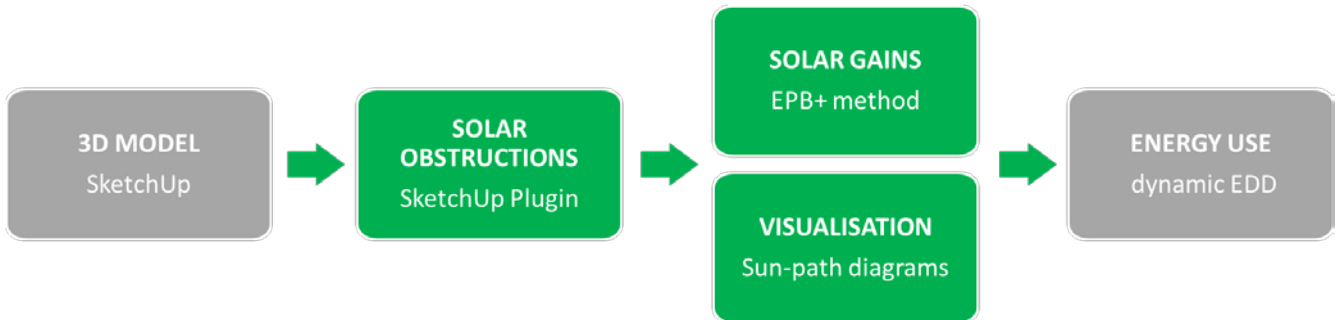 3D MODEL
SketchUp
SOLAR
OBSTRUCTIONS
SketchUp Plugin
SOLAR GAINS
EPB+ method
VISUALISATION
Sun-path diagrams
ENERGY USE
dynamic EDD